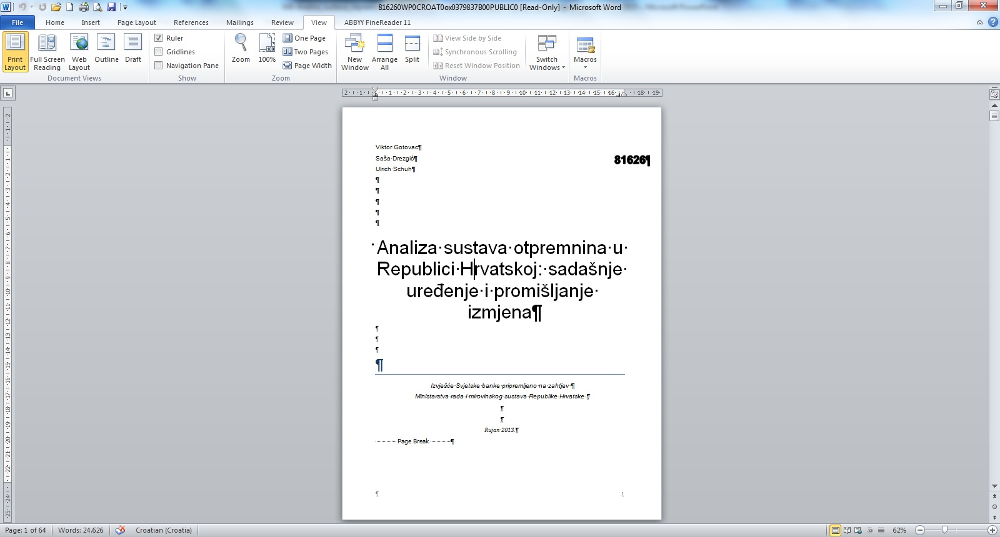 816260WP0CROAT0ox0379837B00PUBLIC0 [Read-Only] - Microsoft Word
File Home Insert Page Layout References Mailings Review View ABBYY FineReader 11
Print Layout
Full Screen Reading
Web Layout
Outline
Draft
Document Views
Ruler
Gridlines
Navigation Pane
Show
Zoom
100%
One Page
Two Pages
Page Width
Zoom
New Window
Arrange All
Split
View Side by Side
Synchronous Scrolling
Reset Window Position
Window
Switch Windows
Macros
Macros
2 1 1 2 3 4 5 6 7 8 9 10 11 12 13 14 15 16 18 19
Viktor·Gotovac¶
Saša·Drezgić¶
81626¶
Ulrich·Schuh¶
¶
¶
¶
¶
¶
Analiza·sustava·otpremnina·u·
Republici·Hrvatskoj:·sadašnje·
uređenje·i·promišljanje·
izmjena¶
¶
¶
¶
¶
Izvješće·Svjetske·banke·pripremljeno·na·zahtjev·¶
Ministarstva·rada·i·mirovinskog·sustava·Republike·Hrvatske·¶
¶
¶
Rujan·2013.¶
Page Break ¶
¶ 1
Page: 1 of 64 Words: 24.626 Croatian (Croatia) 62%